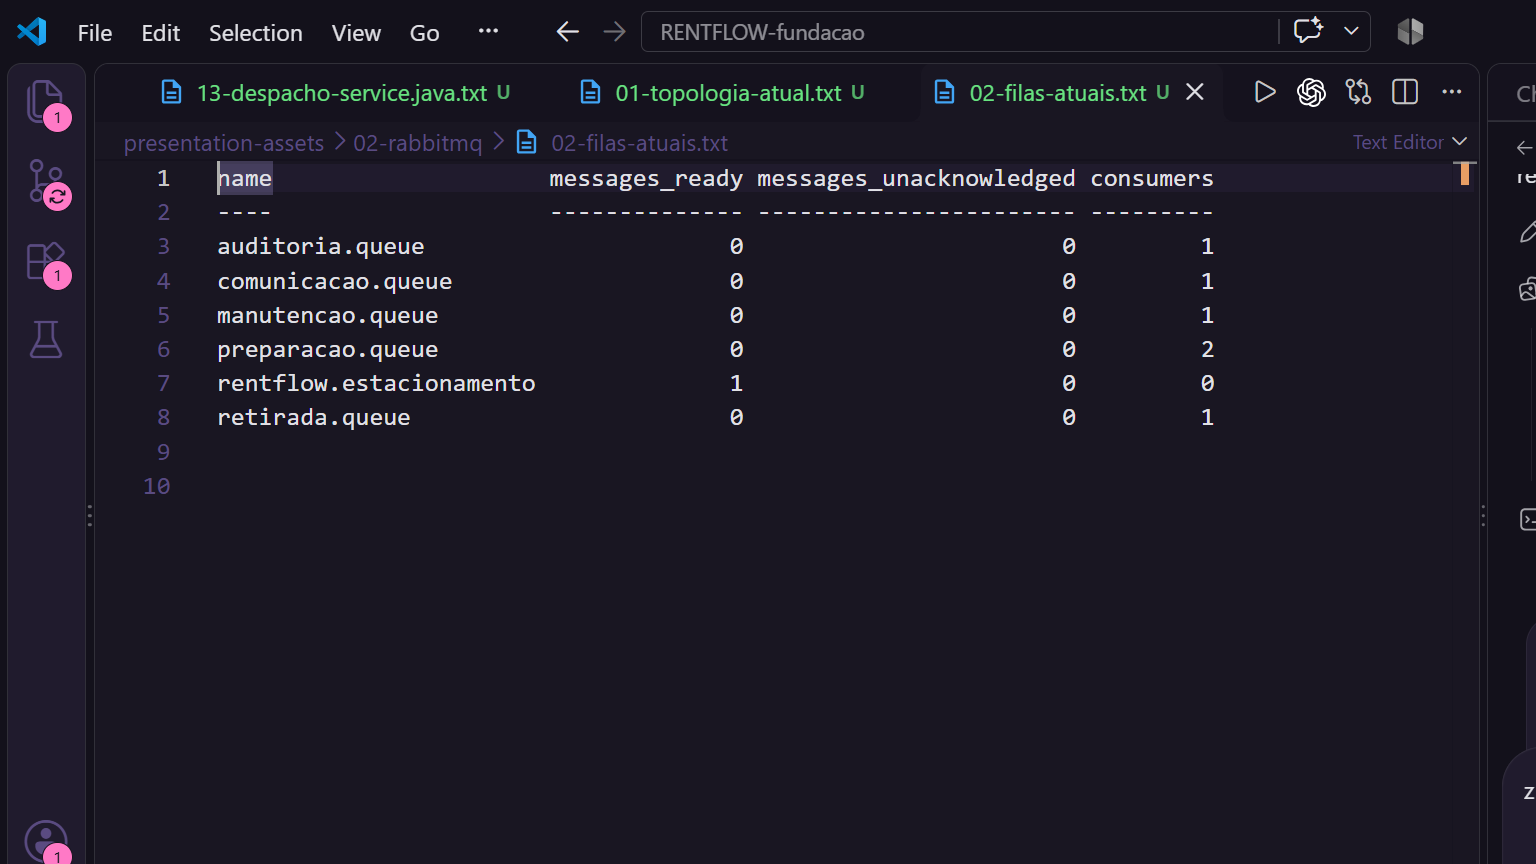 File Edit Selection View Go ... RENTFLOW-fundacao
13-despacho-service.java.txt U 01-topologia-atual.txt U 02-filas-atuais.txt U
presentation-assets > 02-rabbitmq > 02-filas-atuais.txt Text Editor
1 name messages_ready messages_unacknowledged consumers
2 ---- -------------- ----------------------- ---------
3 auditoria.queue 0 0 1
4 comunicacao.queue 0 0 1
5 manutencao.queue 0 0 1
6 preparacao.queue 0 0 2
7 rentflow.estacionamento 1 0 0
8 retirada.queue 0 0 1
9
10
1
1
1